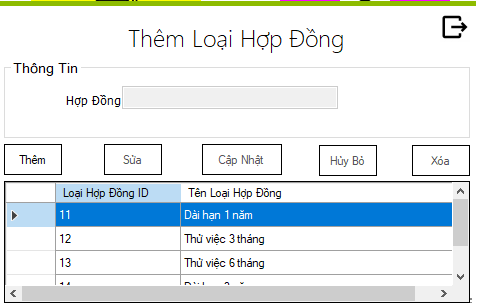 Thêm Loại Hợp Đồng
Thông Tin
Hợp Đồng
Thêm Sửa Cập Nhật Hủy Bỏ Xóa
Loại Hợp Đồng ID Tên Loại Hợp Đồng
11 Dài hạn 1 năm
12 Thử việc 3 tháng
13 Thử việc 6 tháng